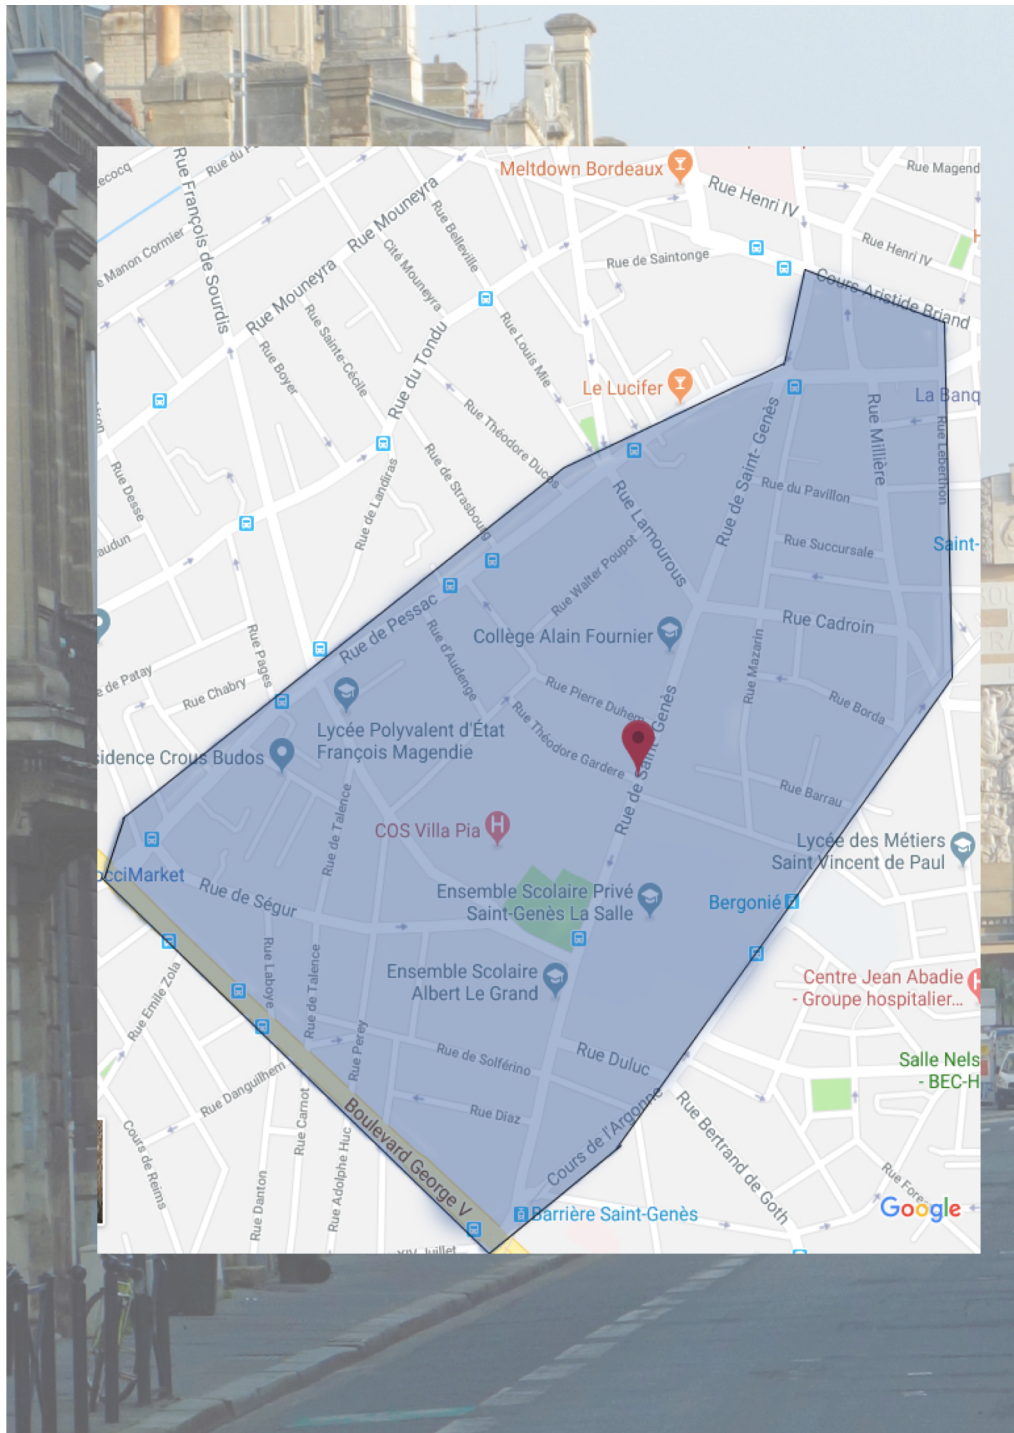 Meltdown Bordeaux
Rue Magend
ecocq
Rue du P
Rue François de Sourdis
Rue Mouneyra
Rue Belleville
Rue Henri IV
Rue Henri IV
H
e Manon Cormier
Cité Mouneyra
Rue de Saintonge
Cours Aristide Briand
Rue Mouneyra
Rue Sainte-Cécile
Rue Boyer
Rue du Tondu
Rue Louis Mie
Le Lucifer
La Banq
Rue Millière
Rue Leberthon
Rue de Saint- Genès
Rue Théodore Ducos
Rue de Strasbourg
Rue de Landiras
Rue Desse
audun
Rue Lamourous
Rue du Pavillon
Rue Succursale
Saint-
Rue Walter Poupot
Rue de Pessac
Collège Alain Fournier
Rue Cadroin
Rue Mazarin
Rue Pages
Rue d'Audenge
e de Patay
Rue Chabry
Rue Pierre Duhem
Rue Borda
Lycée Polyvalent d'État
François Magendie
Rue Théodore Gardere
Rue de Saint- Genès
sidence Crous Budos
Rue Barrau
Rue de Talence
COS Villa Pia
H
Lycée des Métiers
Saint Vincent de Paul
occiMarket
Rue de Ségur
Ensemble Scolaire Privé
Saint-Genès La Salle
Bergonié
Rue Laboye
Rue de Talence
Rue Emile Zola
Ensemble Scolaire
Albert Le Grand
Centre Jean Abadie
- Groupe hospitalier...
H
Rue Perey
Rue de Solférino
Rue Duluc
Salle Nels
- BEC-H
Rue Danguilhem
Rue Carnot
Boulevard George V
Rue Diaz
Cours de l'Argonne
Rue Bertrand de Goth
Cours de Reims
Rue Danton
Rue Adolphe Huc
Rue Fore
Google
Barrière Saint-Genès
XIV Juillet